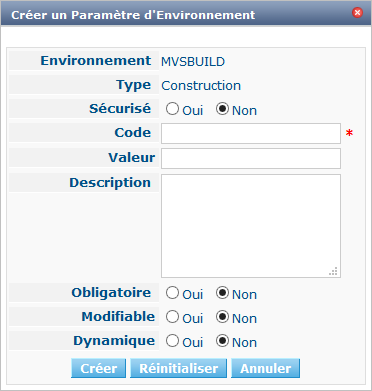 Créer un Paramètre d'Environnement
Environnement MVSBUILD
Type Construction
Sécurisé Oui Non
Code *
Valeur
Description
Obligatoire Oui Non
Modifiable Oui Non
Dynamique Oui Non
Créer Réinitialiser Annuler